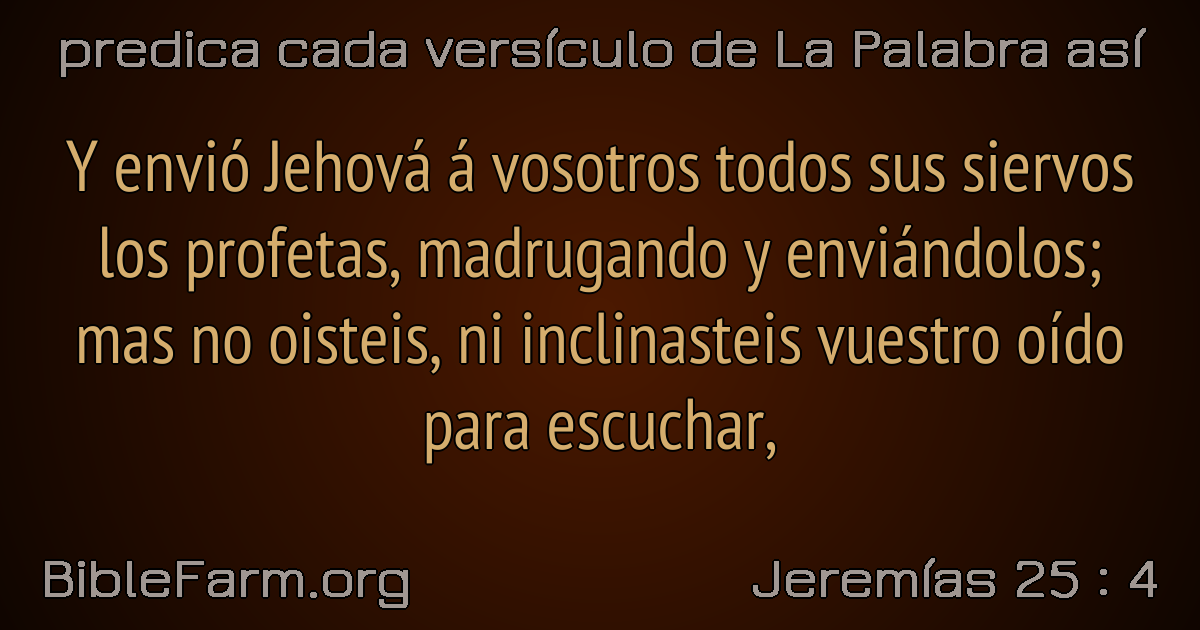 predica cada versículo de La Palabra así
Y envió Jehová á vosotros todos sus siervos
los profetas, madrugando y enviándolos;
mas no oisteis, ni inclinasteis vuestro oído
para escuchar,
BibleFarm.org
Jeremías 25 : 4